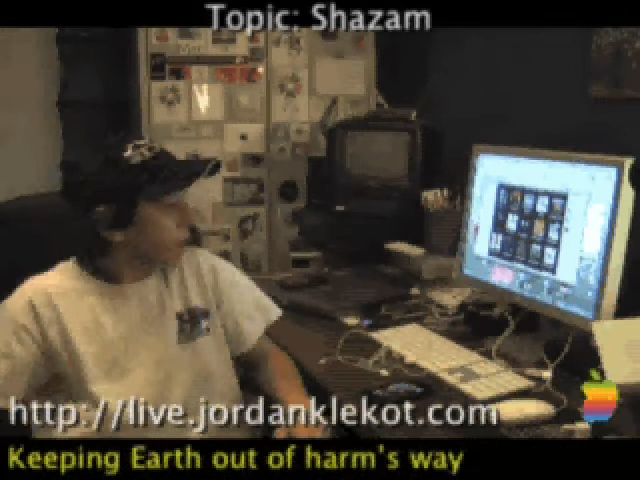 Topic: Shazam
http://live.jordanklekot.com
Keeping Earth out of harm's way